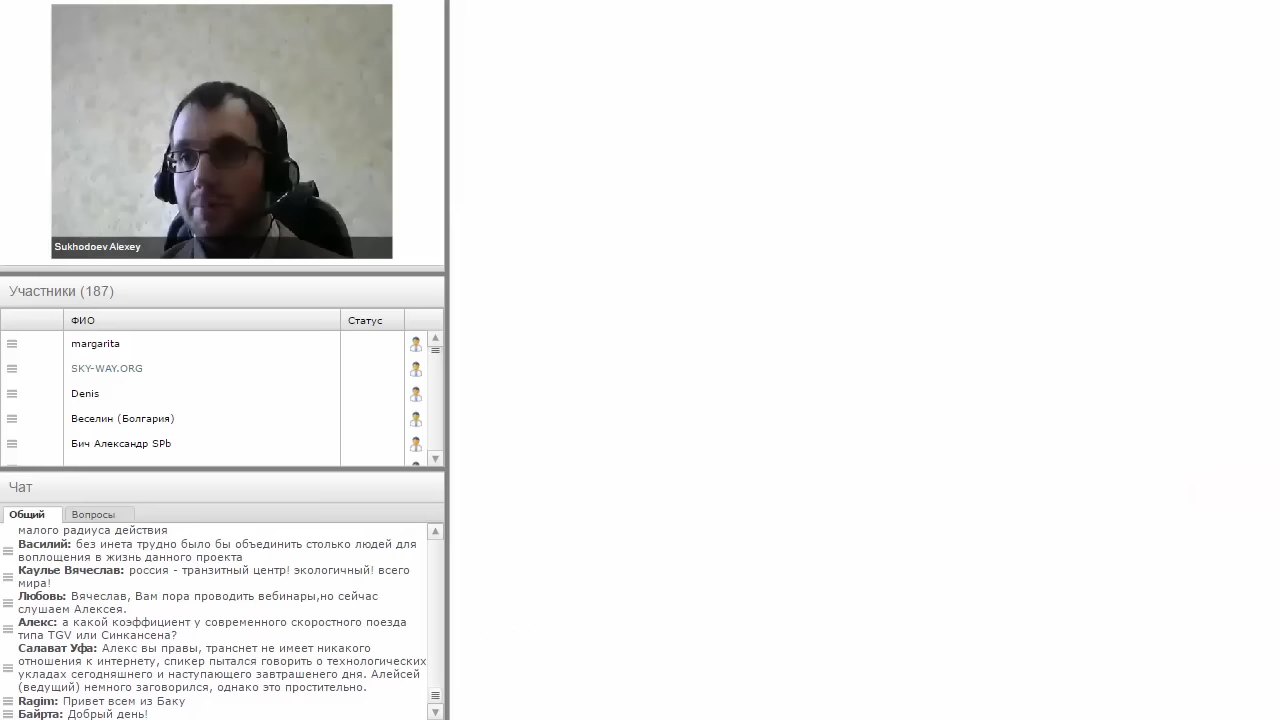 Sukhodoev Alexey
Участники (187)
ФИО Статус
margarita
SKY-WAY.ORG
Denis
Веселин (Болгария)
Бич Александр SPb
Чат
Общий Вопросы
малого радиуса действия
Василий: без инета трудно было бы объединить столько людей для
воплощения в жизнь данного проекта
Каулье Вячеслав: россия - транзитный центр! экологичный! всего
мира!
Любовь: Вячеслав, Вам пора проводить вебинары,но сейчас
слушаем Алексея.
Алекс: а какой коэффициент у современного скоростного поезда
типа TGV или Синкансена?
Салават Уфа: Алекс вы правы, транснет не имеет никакого
отношения к интернету, спикер пытался говорить о технологических
укладах сегодняшнего и наступающего завтрашнего дня. Алейсей
(ведущий) немного заговорился, однако это простительно.
Ragim: Привет всем из Баку
Байрта: Добрый день!